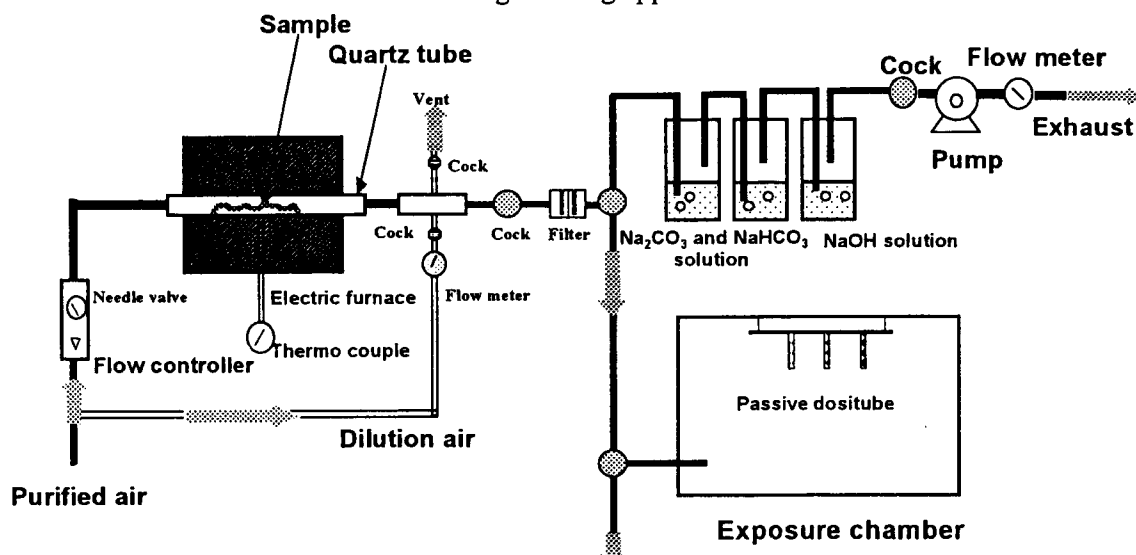 Sample
Quartz tube
Vent
Cock
Cock
Cock
Filter
Flow meter
Needle valve
Flow controller
Electric furnace
Thermo couple
Dilution air
Purified air
Cock
Flow meter
Exhaust
Pump
Na₂CO₃ and NaHCO₃
solution
NaOH solution
Passive dositube
Exposure chamber